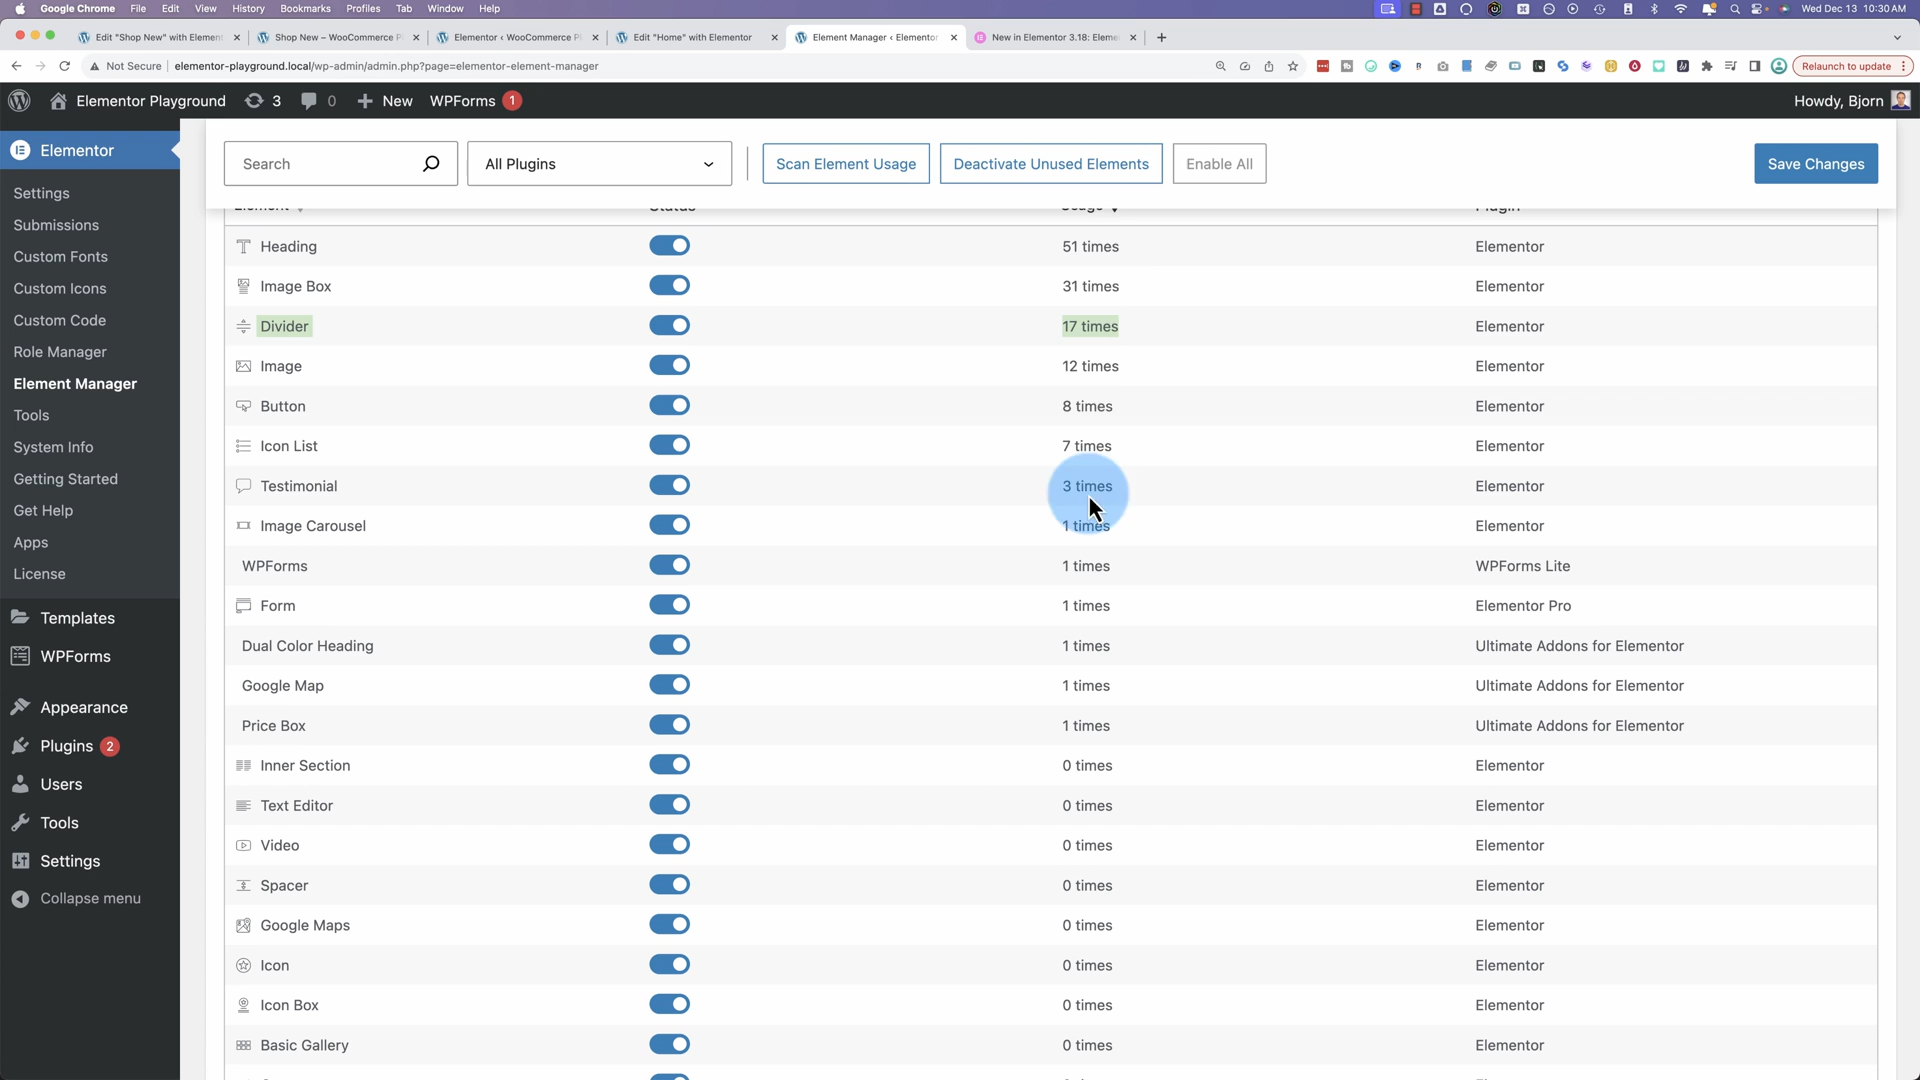 Google Chrome File Edit View History Bookmarks Profiles Tab Window Help Wed Dec 13 10:30 AM
Edit "Shop New" with Element Shop New – WooCommerce P Elementor ‹ WooCommerce P Edit "Home" with Elementor Element Manager ‹ Elementor New in Elementor 3.18: Eleme
Not Secure elementor-playground.local/wp-admin/admin.php?page=elementor-element-manager Relaunch to update
Elementor Playground 3 0 New WPForms 1 Howdy, Bjorn
Elementor
Settings
Submissions
Custom Fonts
Custom Icons
Custom Code
Role Manager
Element Manager
Tools
System Info
Getting Started
Get Help
Apps
License
Templates
WPForms
Appearance
Plugins 2
Users
Tools
Settings
Collapse menu
Search All Plugins Scan Element Usage Deactivate Unused Elements Enable All Save Changes
Element Status Usage Plugin
Heading 51 times Elementor
Image Box 31 times Elementor
Divider 17 times Elementor
Image 12 times Elementor
Button 8 times Elementor
Icon List 7 times Elementor
Testimonial 3 times Elementor
Image Carousel 1 times Elementor
WPForms 1 times WPForms Lite
Form 1 times Elementor Pro
Dual Color Heading 1 times Ultimate Addons for Elementor
Google Map 1 times Ultimate Addons for Elementor
Price Box 1 times Ultimate Addons for Elementor
Inner Section 0 times Elementor
Text Editor 0 times Elementor
Video 0 times Elementor
Spacer 0 times Elementor
Google Maps 0 times Elementor
Icon 0 times Elementor
Icon Box 0 times Elementor
Basic Gallery 0 times Elementor